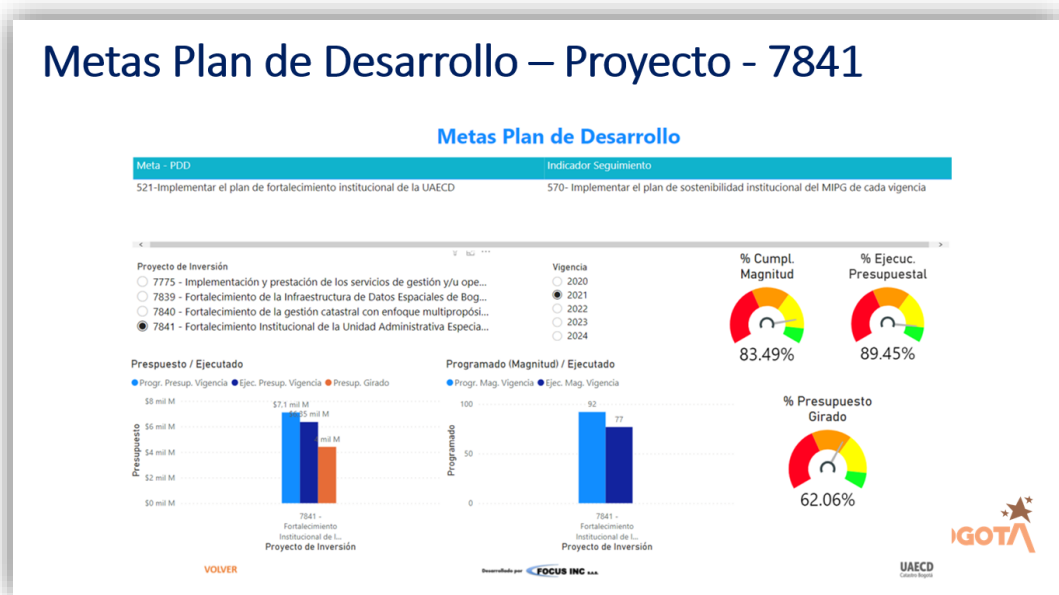 Metas Plan de Desarrollo – Proyecto - 7841
Metas Plan de Desarrollo
Meta - PDD Indicador Seguimiento
521-Implementar el plan de fortalecimiento institucional de la UAECD 570- Implementar el plan de sostenibilidad institucional del MIPG de cada vigencia
Proyecto de Inversión
7775 - Implementación y prestación de los servicios de gestión y/u ope...
7839 - Fortalecimiento de la Infraestructura de Datos Espaciales de Bog...
7840 - Fortalecimiento de la gestión catastral con enfoque multipropósi...
7841 - Fortalecimiento Institucional de la Unidad Administrativa Especia...
Vigencia
2020
2021
2022
2023
2024
% Cumpl.
Magnitud
83.49%
% Ejecuc.
Presupuestal
89.45%
Prespuesto / Ejecutado
Progr. Presup. Vigencia Ejec. Presup. Vigencia Presup. Girado
$8 mil M
$6 mil M
$4 mil M
$2 mil M
$0 mil M
Presupuesto
$7,1 mil M
mil M
mil M
7841 -
Fortalecimiento
Institucional de l...
Proyecto de Inversión
Programado (Magnitud) / Ejecutado
Progr. Mag. Vigencia Ejec. Mag. Vigencia
100
50
0
Programado
92
77
7841 -
Fortalecimiento
Institucional de l...
Proyecto de Inversión
% Presupuesto
Girado
62.06%
VOLVER
Desarrollado por FOCUS INC S.A.S.
OGOTA
UAECD
Catastro Bogotá